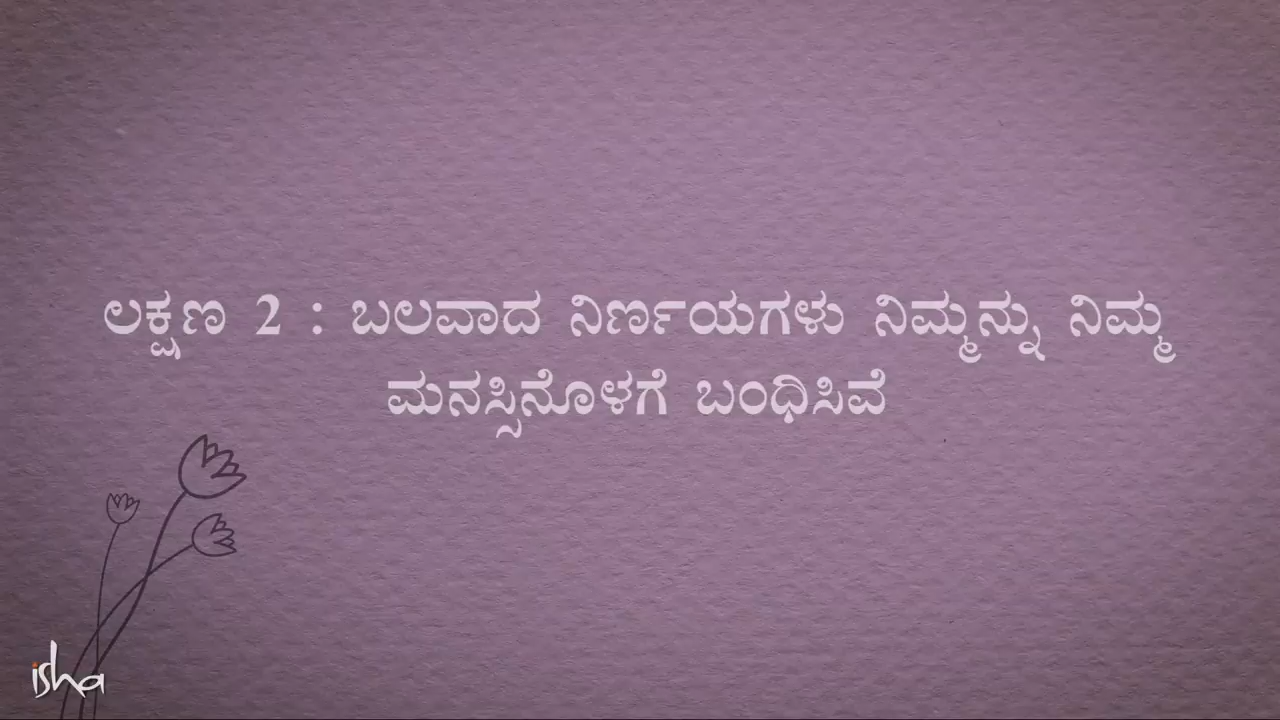 ಲಕ್ಷಣ 2 : ಬಲವಾದ ನಿರ್ಣಯಗಳು ನಿಮ್ಮನ್ನು ನಿಮ್ಮ
ಮನಸ್ಸಿನೊಳಗೆ ಬಂಧಿಸಿವೆ
isha